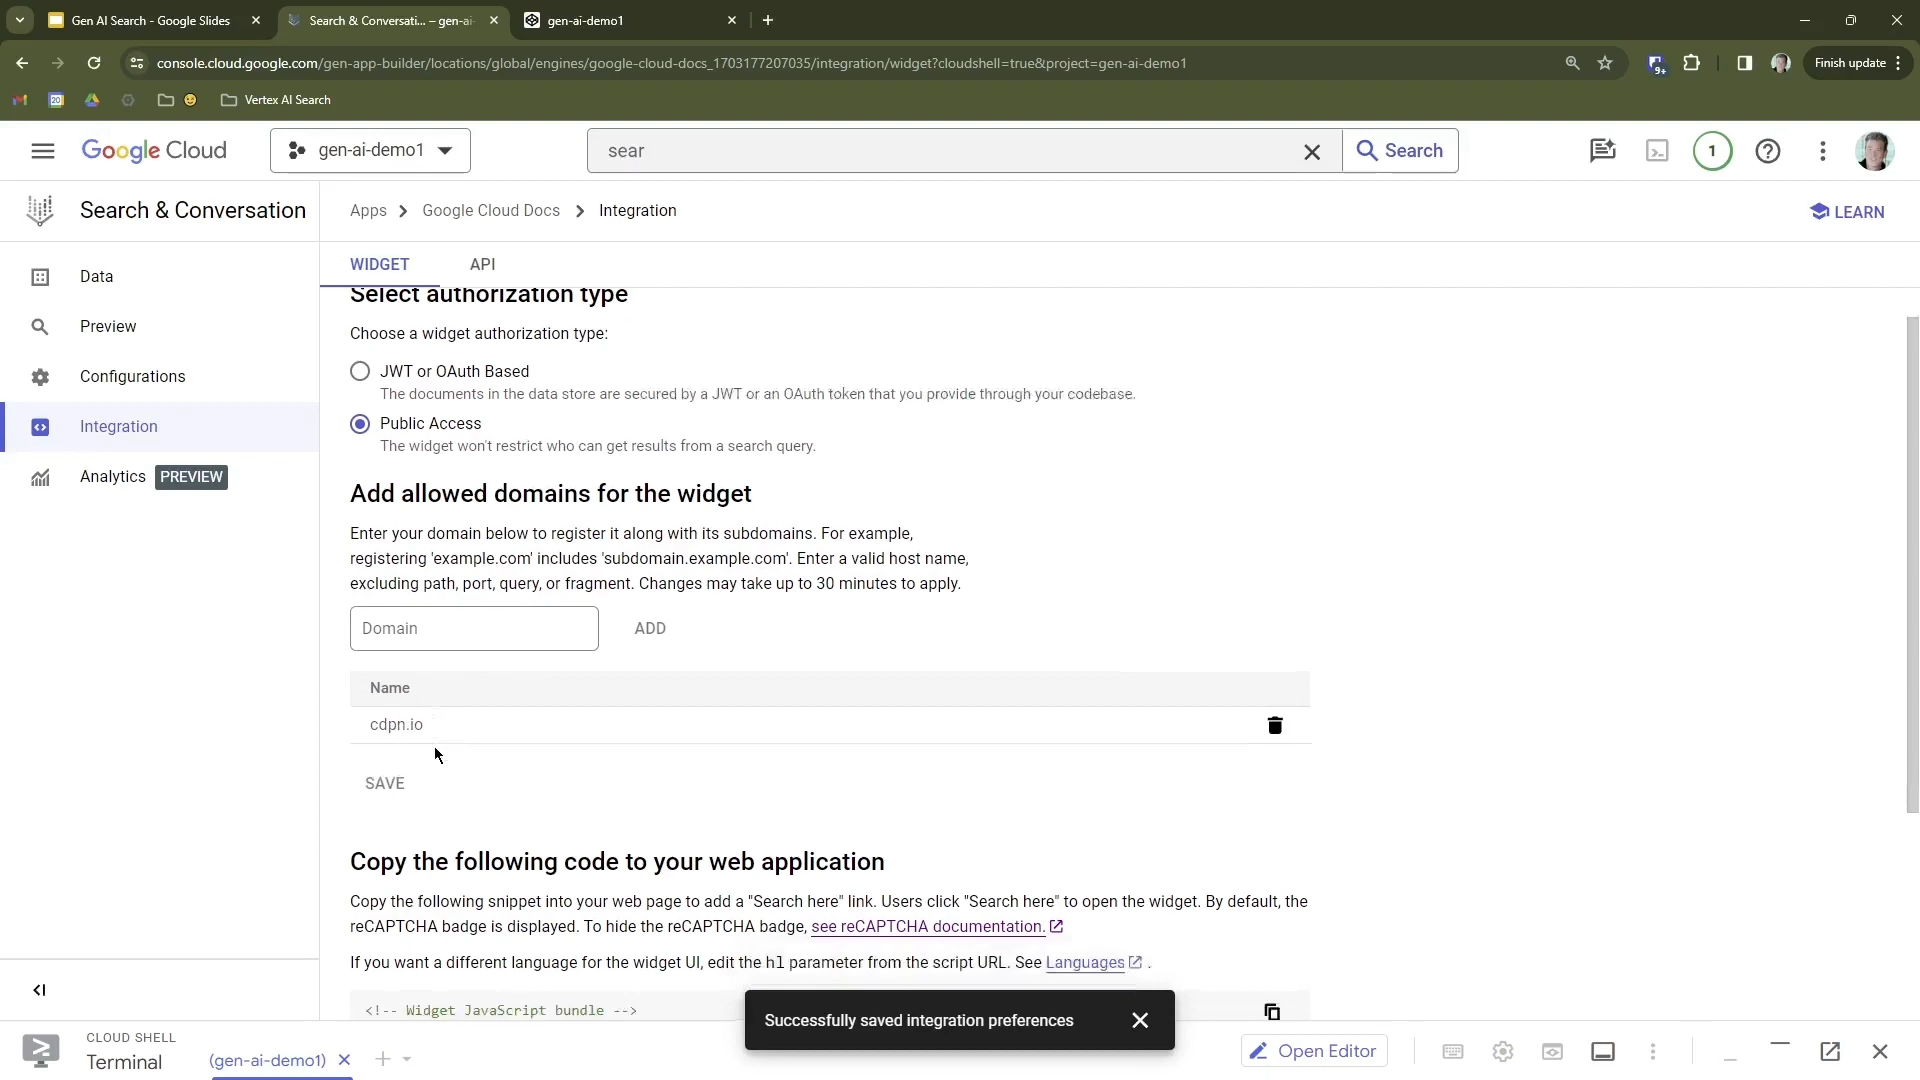 Gen AI Search - Google Slides
Search & Conversati... – gen-ai-
gen-ai-demo1
console.cloud.google.com/gen-app-builder/locations/global/engines/google-cloud-docs_1703177207035/integration/widget?cloudshell=true&project=gen-ai-demo1
9+
Finish update
20
Vertex AI Search
Google Cloud
gen-ai-demo1
sear
Search
1
Search & Conversation
Apps
Google Cloud Docs
Integration
LEARN
Data
Preview
Configurations
Integration
Analytics PREVIEW
WIDGET
API
Select authorization type
Choose a widget authorization type:
JWT or OAuth Based
The documents in the data store are secured by a JWT or an OAuth token that you provide through your codebase.
Public Access
The widget won't restrict who can get results from a search query.
Add allowed domains for the widget
Enter your domain below to register it along with its subdomains. For example,
registering 'example.com' includes 'subdomain.example.com'. Enter a valid host name,
excluding path, port, query, or fragment. Changes may take up to 30 minutes to apply.
Domain
ADD
Name
cdpn.io
SAVE
Copy the following code to your web application
Copy the following snippet into your web page to add a "Search here" link. Users click "Search here" to open the widget. By default, the
reCAPTCHA badge is displayed. To hide the reCAPTCHA badge, see reCAPTCHA documentation.
If you want a different language for the widget UI, edit the hl parameter from the script URL. See Languages .
<!-- Widget JavaScript bundle -->
Successfully saved integration preferences
CLOUD SHELL
Terminal
(gen-ai-demo1)
Open Editor